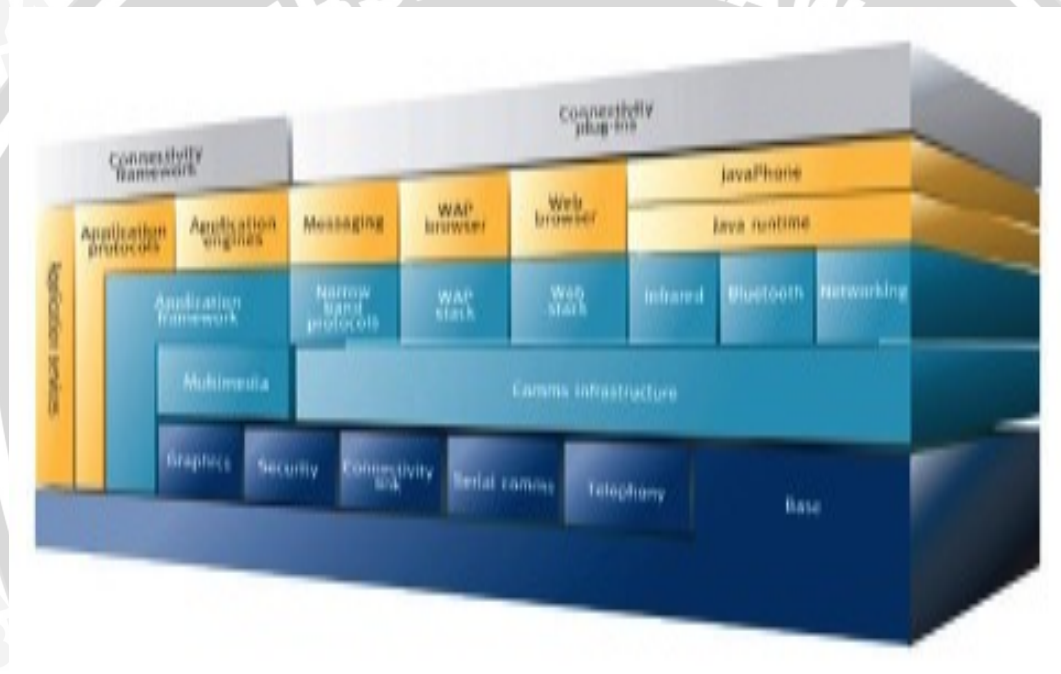 Connectivity
framework
Connectivity
plug-ins
Application services
Application
protocols
Application
engines
Messaging
WAP
browser
Web
browser
JavaPhone
Java runtime
Application
framework
Narrow
band
protocols
WAP
stack
Web
stack
Infrared
Bluetooth
Networking
Multimedia
Comms infrastructure
Graphics
Security
Connectivity
link
Serial comms
Telephony
Base